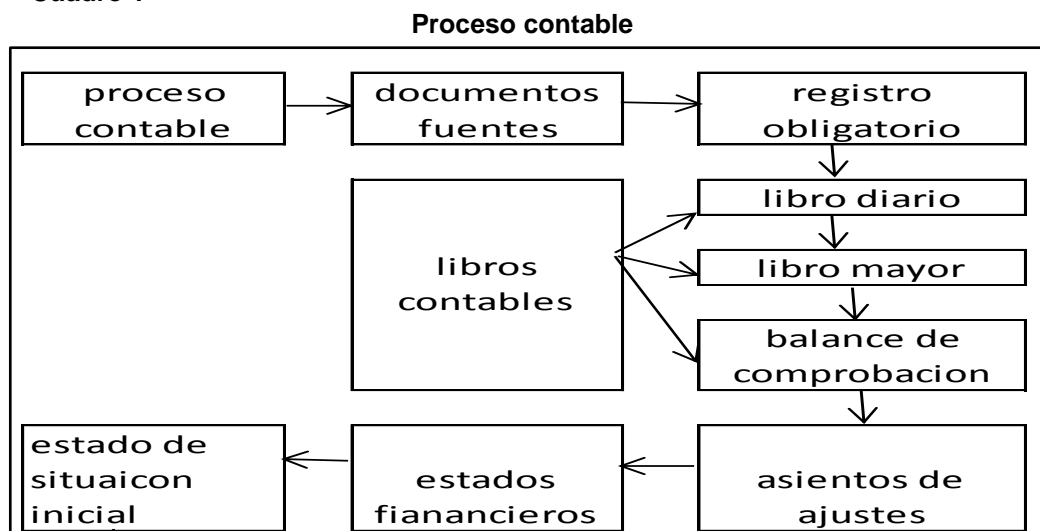 Proceso contable
proceso
contable
documentos
fuentes
registro
obligatorio
libro diario
libros
contables
libro mayor
balance de
comprobacion
estado de
situaicon
inicial
estados
fianancieros
asientos de
ajustes